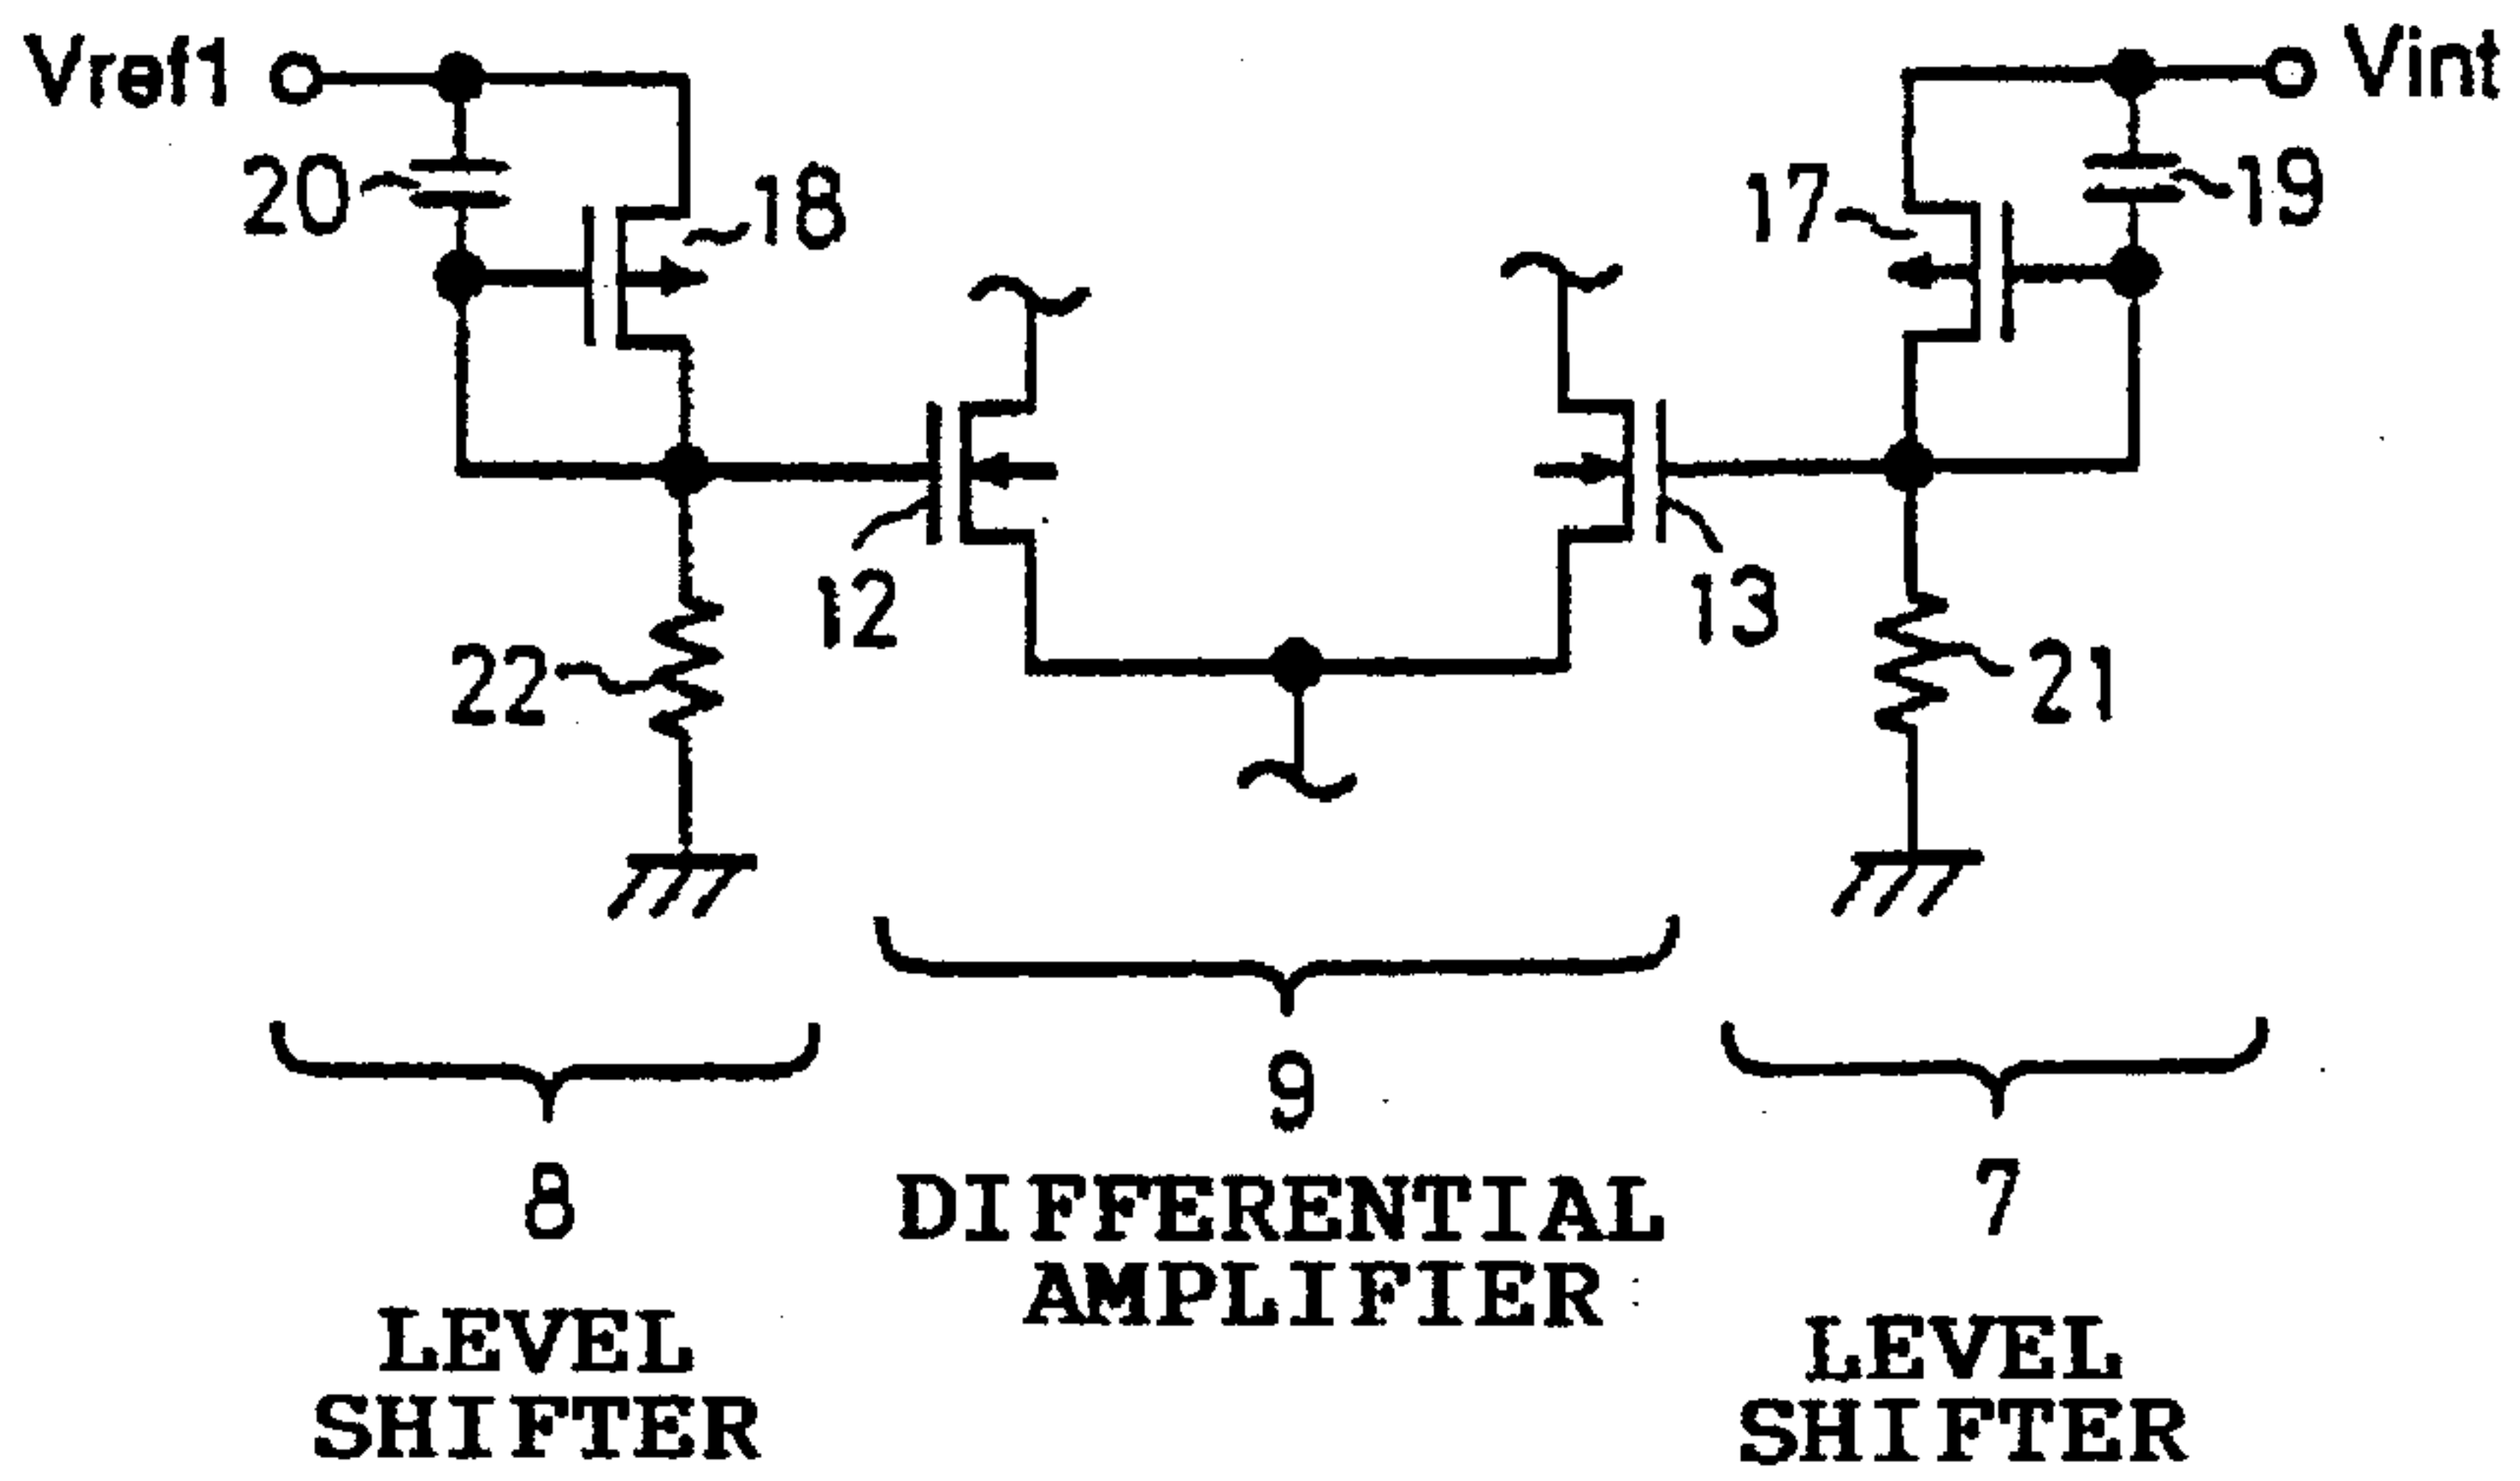 Vref1
Vint
20
18
17
19
12
13
22
21
9
8
7
DIFFERENTIAL
AMPLIFIER
LEVEL
SHIFTER
LEVEL
SHIFTER